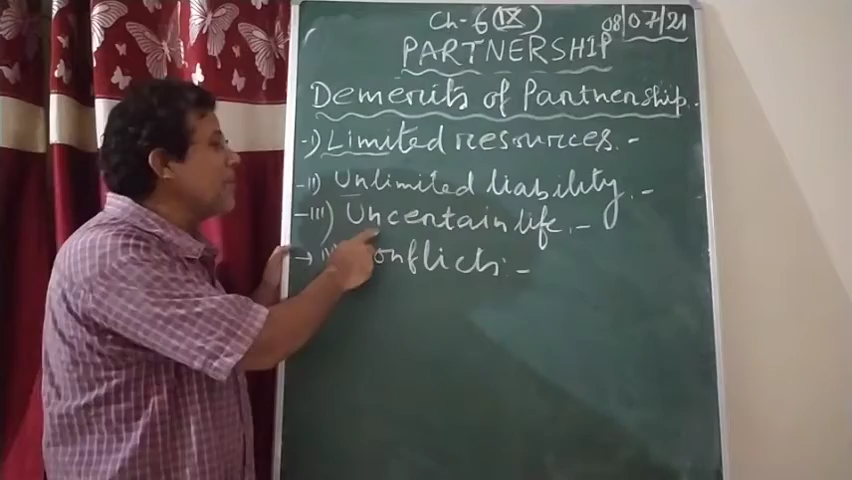 Ch-6 (IX) 08/07/21
PARTNERSHIP
Demerits of Partnership.
-i) Limited resources. -
-ii) Unlimited liability. -
-iii) Uncertain life. -
→ onflicts. -